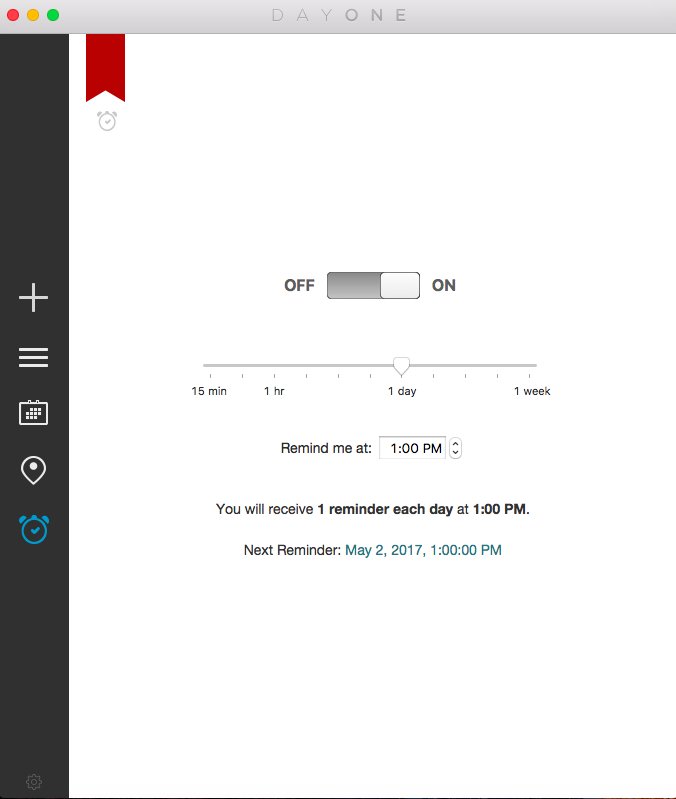 DAYONE
OFF ON
15 min 1 hr 1 day 1 week
Remind me at: 1:00 PM
You will receive 1 reminder each day at 1:00 PM.
Next Reminder: May 2, 2017, 1:00:00 PM